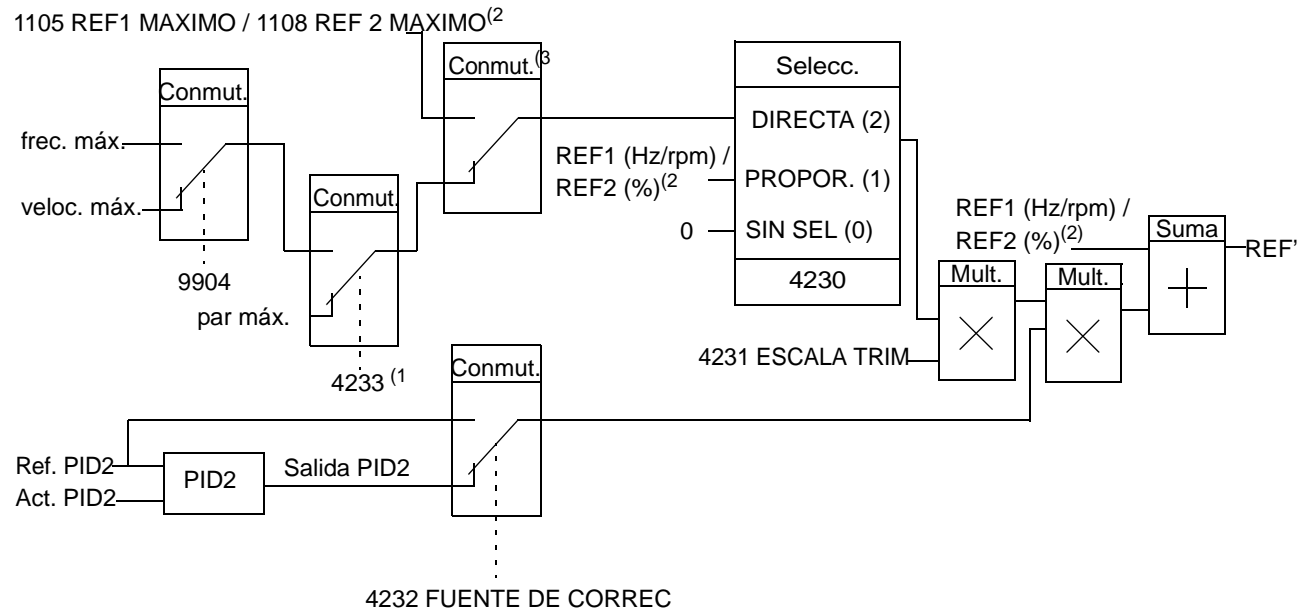 1105 REF1 MAXIMO / 1108 REF 2 MAXIMO(2
Conmut.(3
Selecc.
Conmut.
frec. máx.
DIRECTA (2)
REF1 (Hz/rpm) /
REF2 (%)(2
PROPOR. (1)
veloc. máx.
Conmut.
0
SIN SEL (0)
REF1 (Hz/rpm) /
REF2 (%)(2)
Suma
REF'
9904
4230
Mult.
Mult.
par máx.
4231 ESCALA TRIM
4233 (1
Conmut.
Ref. PID2
Act. PID2
PID2
Salida PID2
4232 FUENTE DE CORREC